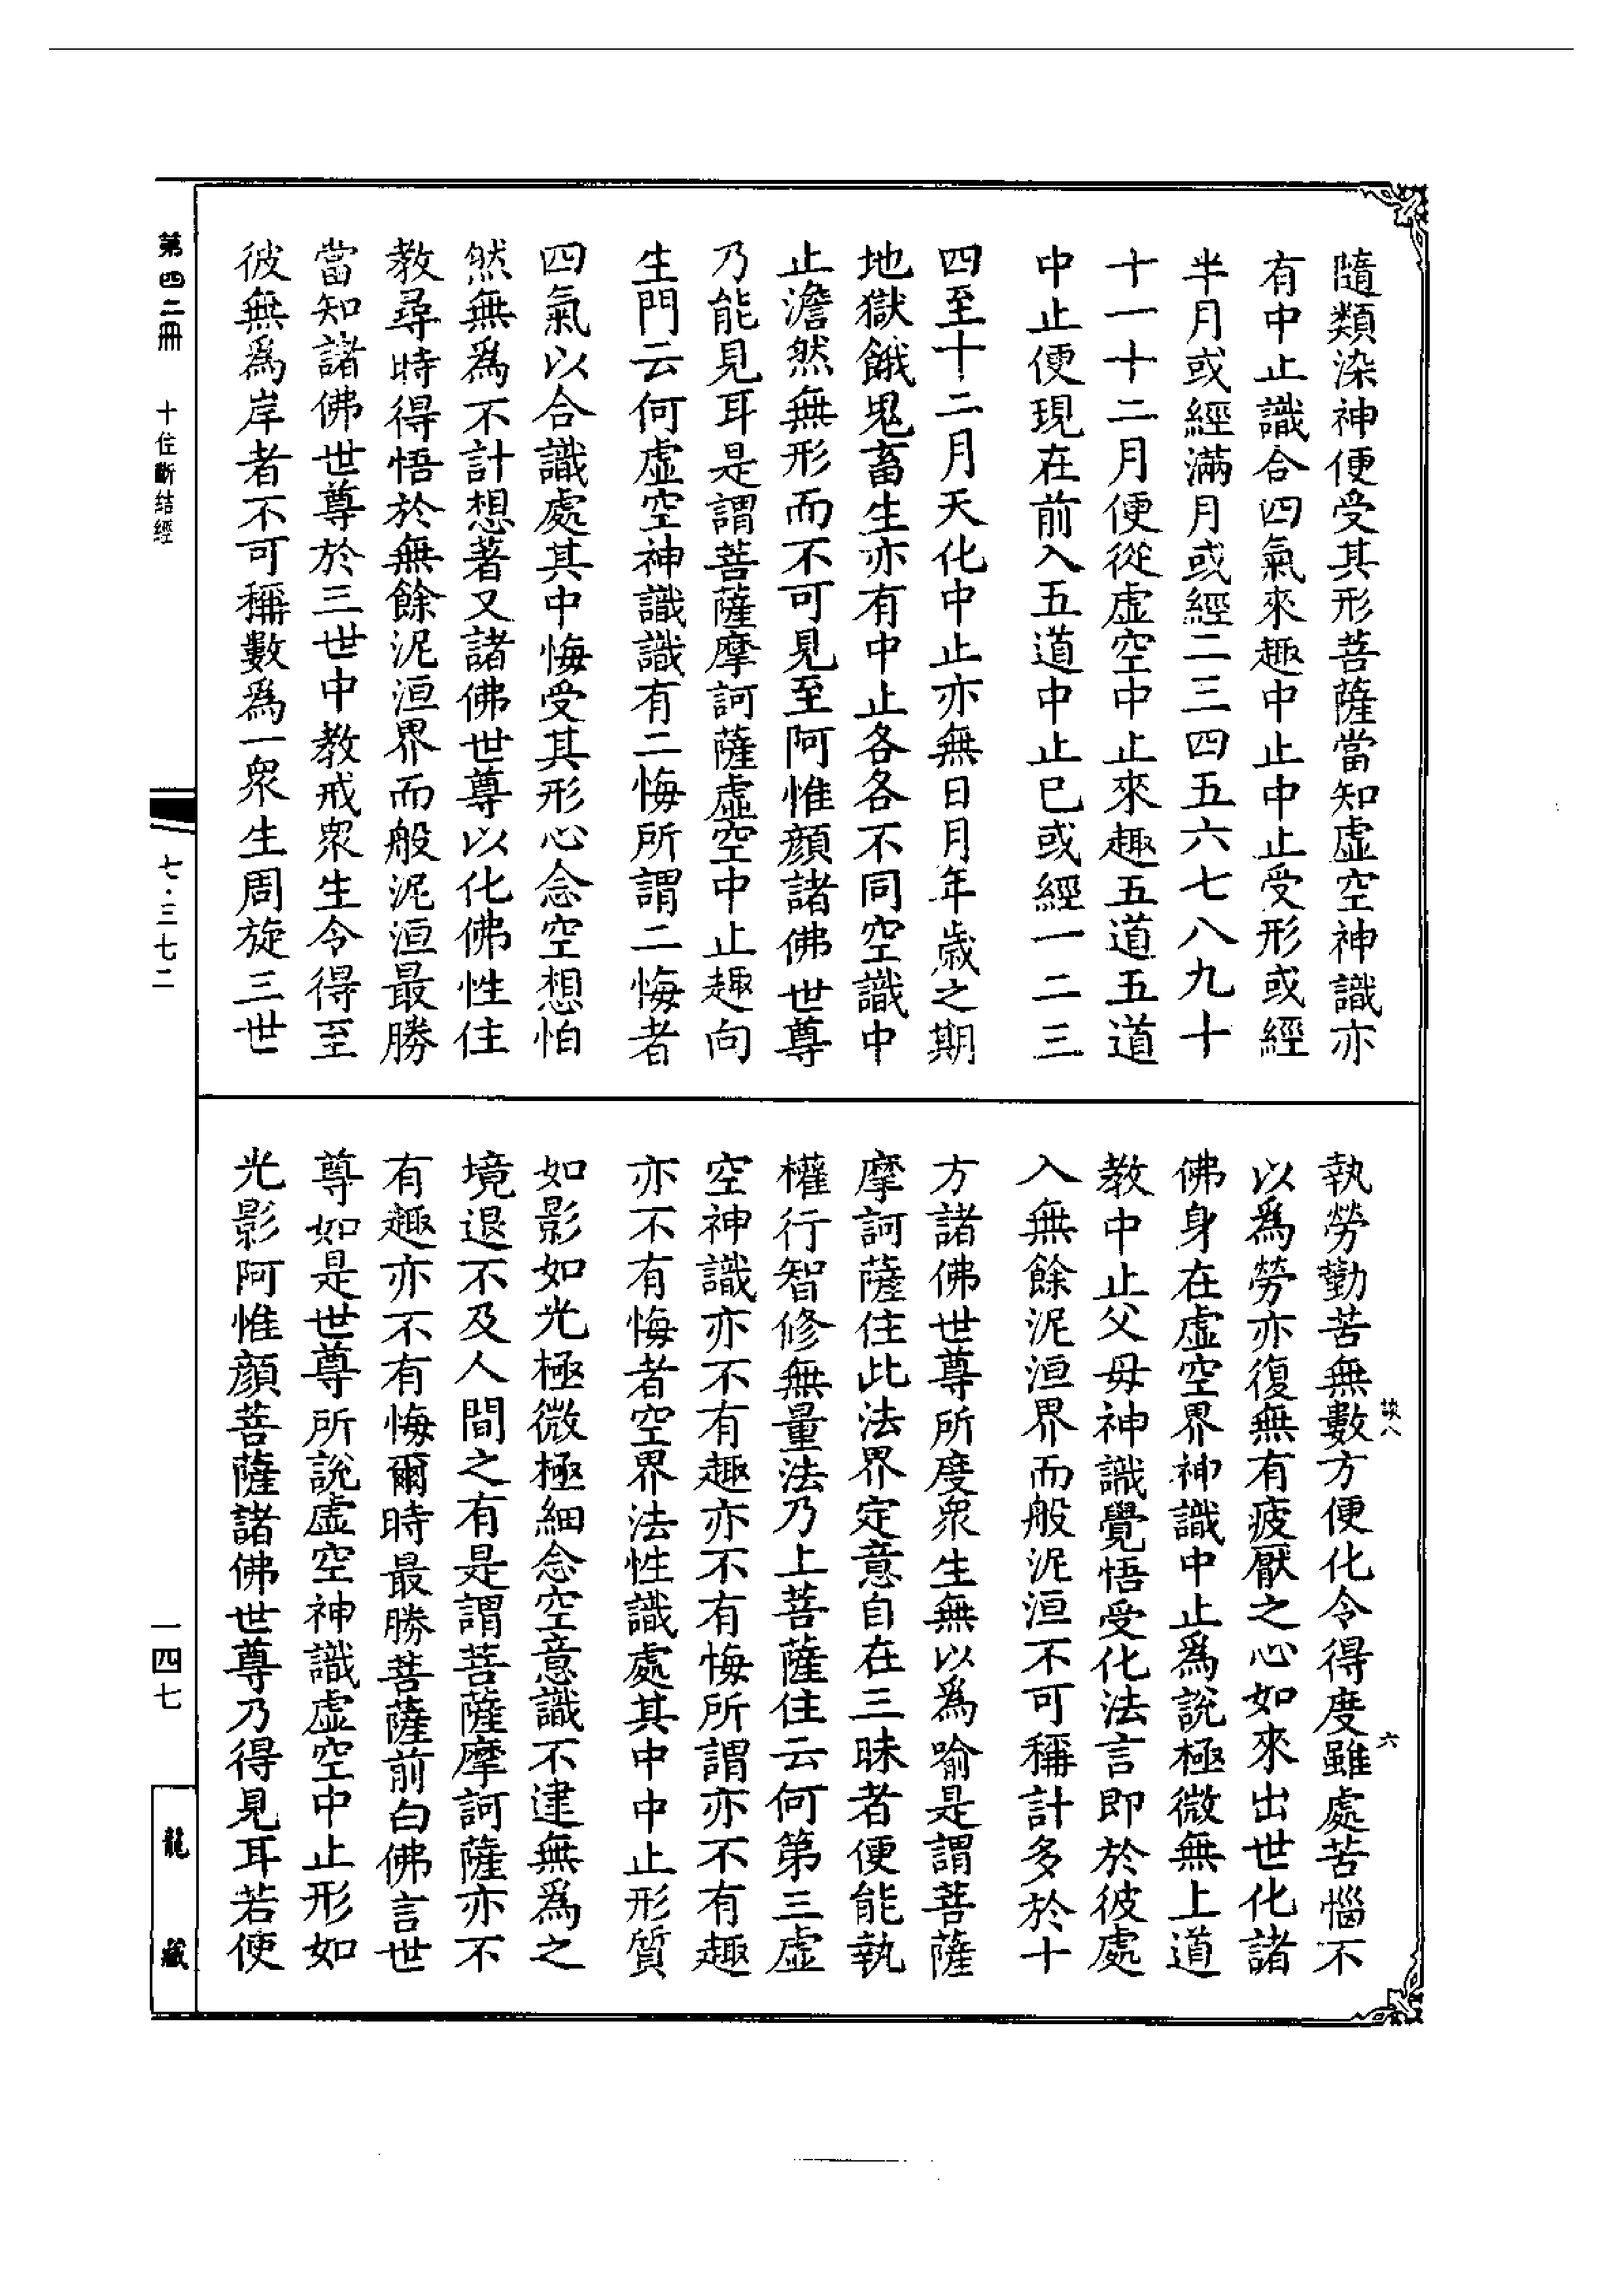 隨類染神便受其形菩薩當知虛空神識亦
有中止識合四氣來趣中止中止受形或經
半月或經滿月或經二三四五六七八九十
十一十二月便從虛空中止來趣五道五道
中止便現在前入五道中止已或經一二三
四至十二月天化中止亦無日月年歲之期
地獄餓鬼畜生亦有中止各各不同空識中
止澹然無形而不可見至阿惟顏諸佛世尊
乃能見耳是謂菩薩摩訶薩虛空中止趣向
生門云何虛空神識識有二悔所謂二悔者
四氣以合識處其中悔受其形心念空想怕
然無為不計想著又諸佛世尊以化佛性住
教尋時得悟於無餘泥洹界而般泥洹最勝
當知諸佛世尊於三世中教戒衆生令得至
彼無為岸者不可稱數爲一衆生周旋三世
執勞勤苦無數方便化令得度雖處苦惱不
以爲勞亦復無有疲厭之心如來出世化諸
佛身在虛空界神識中止爲說極微無上道
教中止父母神識覺悟受化法言即於彼處
入無餘泥洹界而般泥洹不可稱計多於十
方諸佛世尊所度衆生無以爲喻是謂菩薩
摩訶薩住此法界定意自在三昧者便能執
權行智修無量法乃上菩薩住云何第三虛
空神識亦不有趣亦不有悔所謂亦不有趣
亦不有悔者空界法性識處其中中止形質
如影如光極微極細念空意識不逮無爲之
境退不及人間之有是謂菩薩摩訶薩亦不
有趣亦不有悔爾時最勝菩薩前白佛言世
尊如是世尊所說虛空神識虛空中止形如
光影阿惟顏菩薩諸佛世尊乃得見耳若使
談八
六
第四二冊
十住斷结經
七·三七二
一四七
龍藏